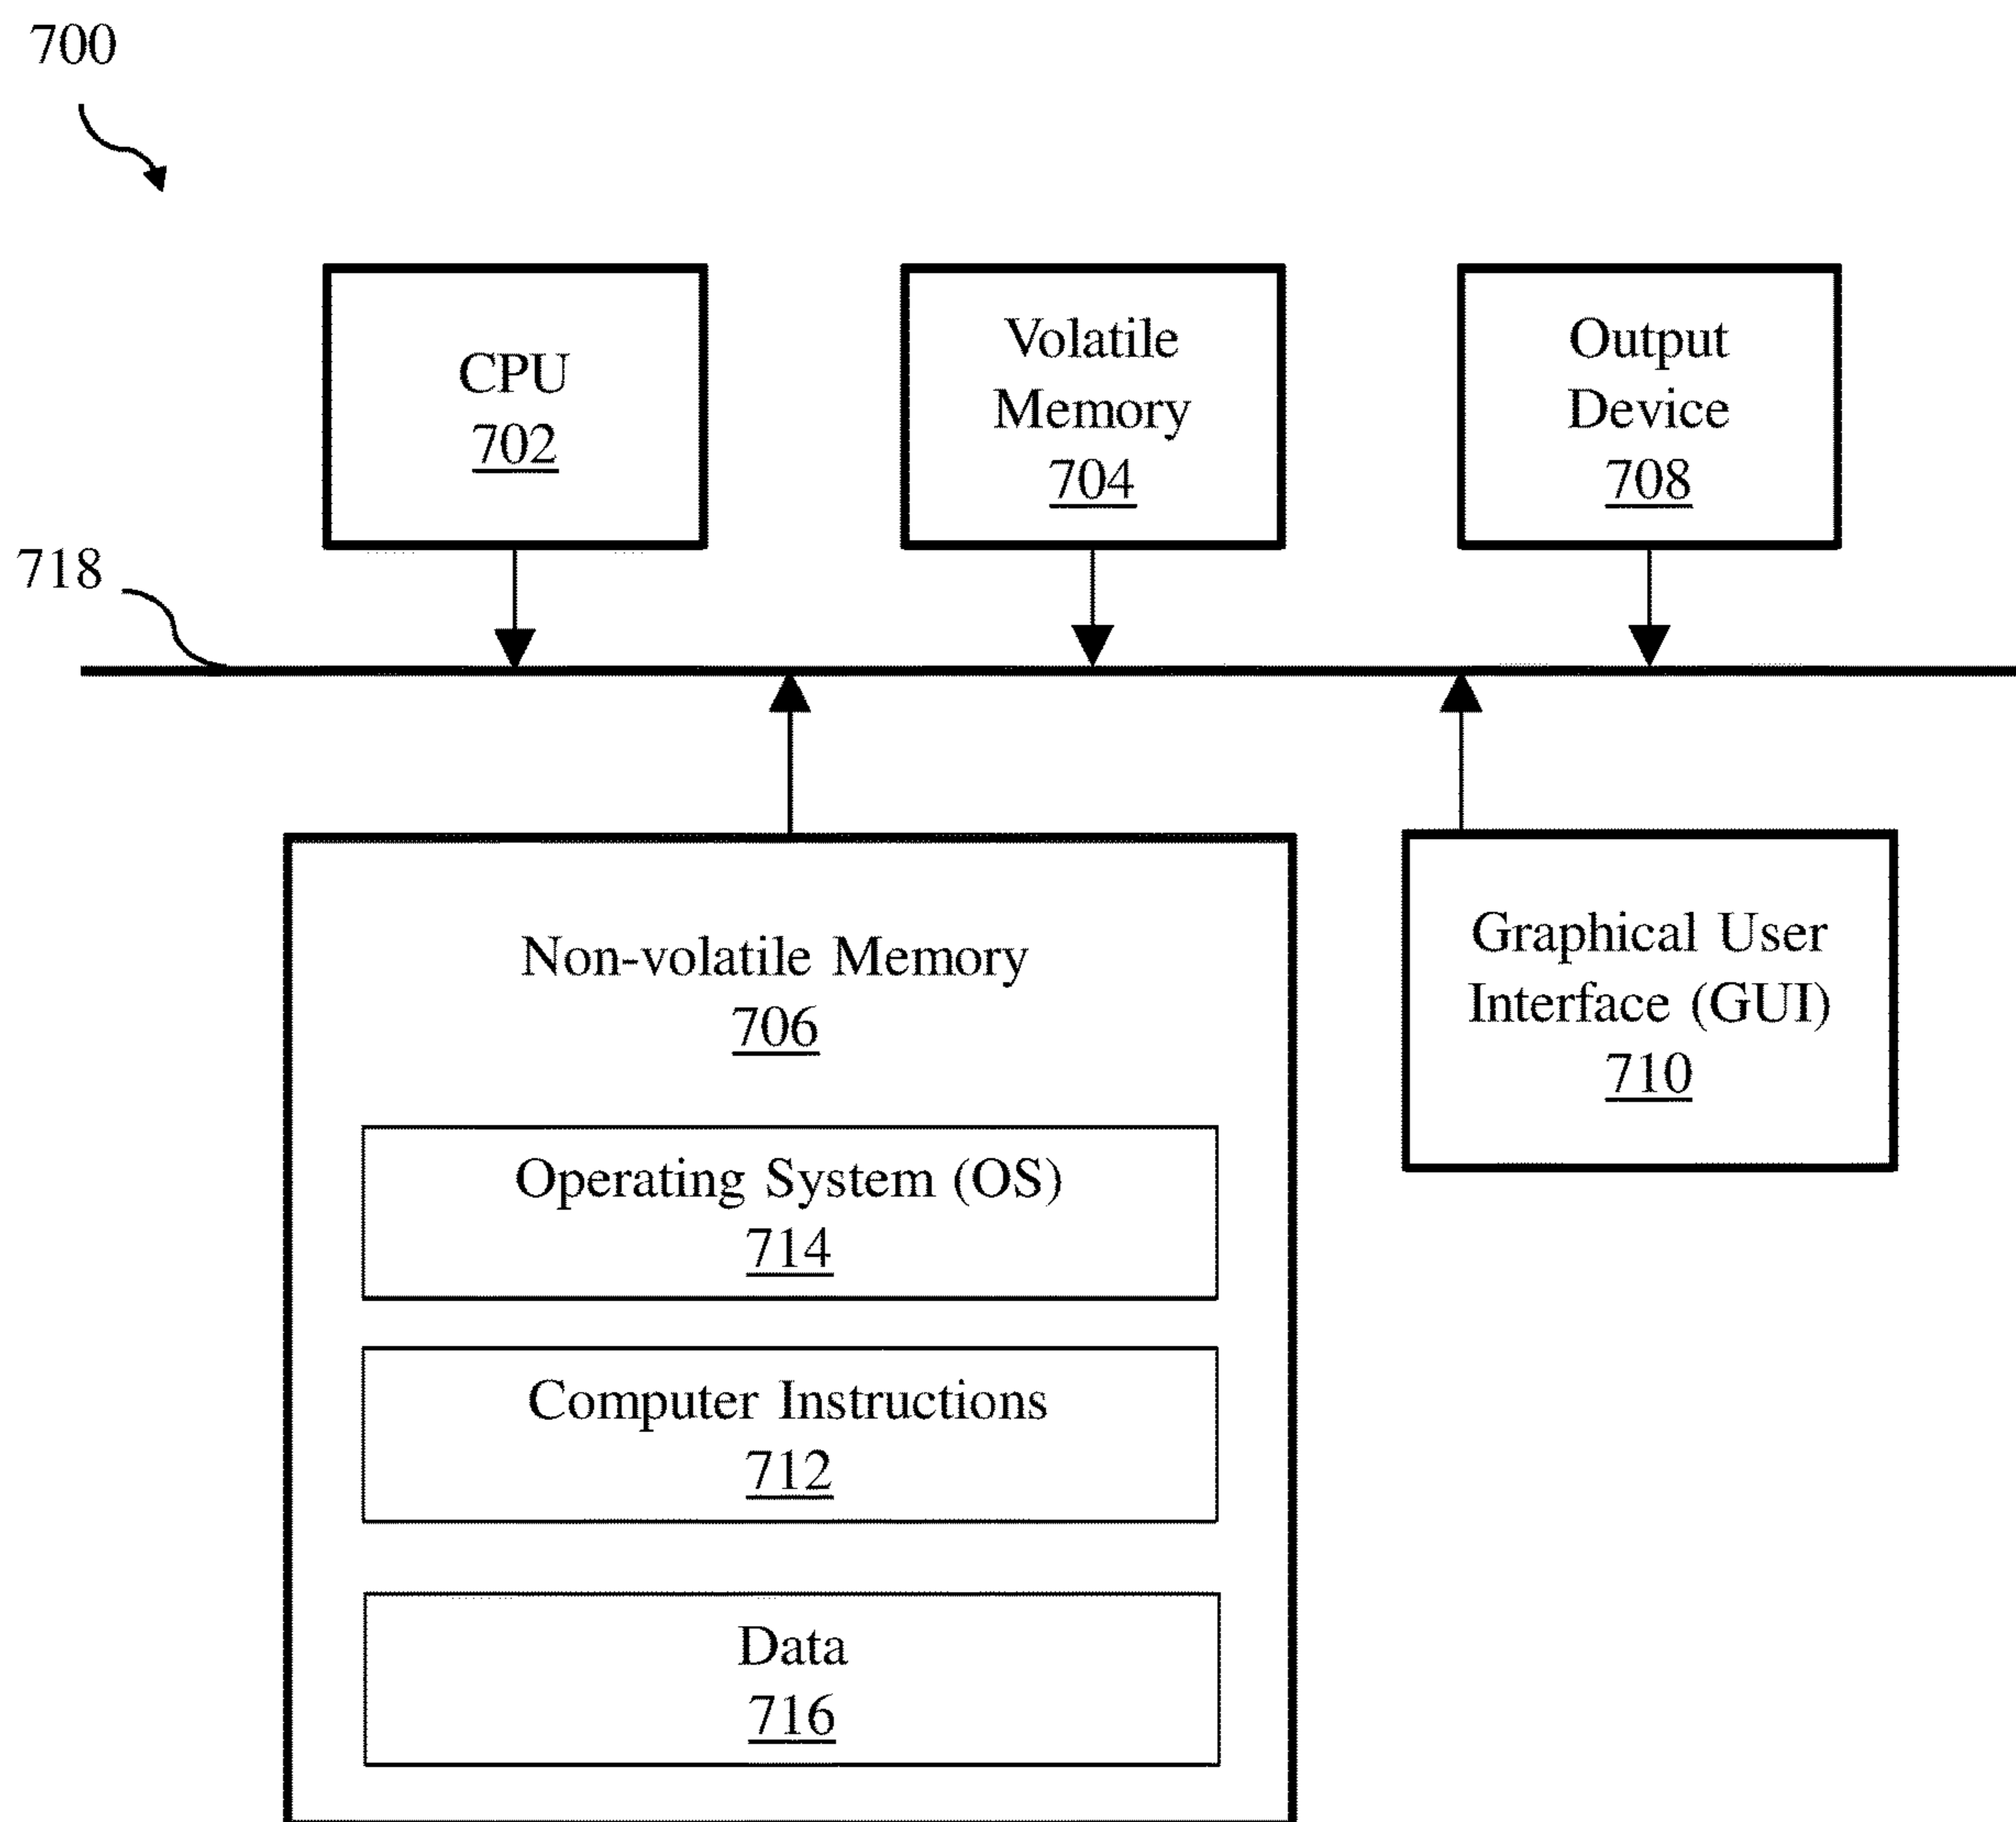 700
CPU
702
Volatile
Memory
704
Output
Device
708
718
Non-volatile Memory
706
Operating System (OS)
714
Computer Instructions
712
Data
716
Graphical User
Interface (GUI)
710